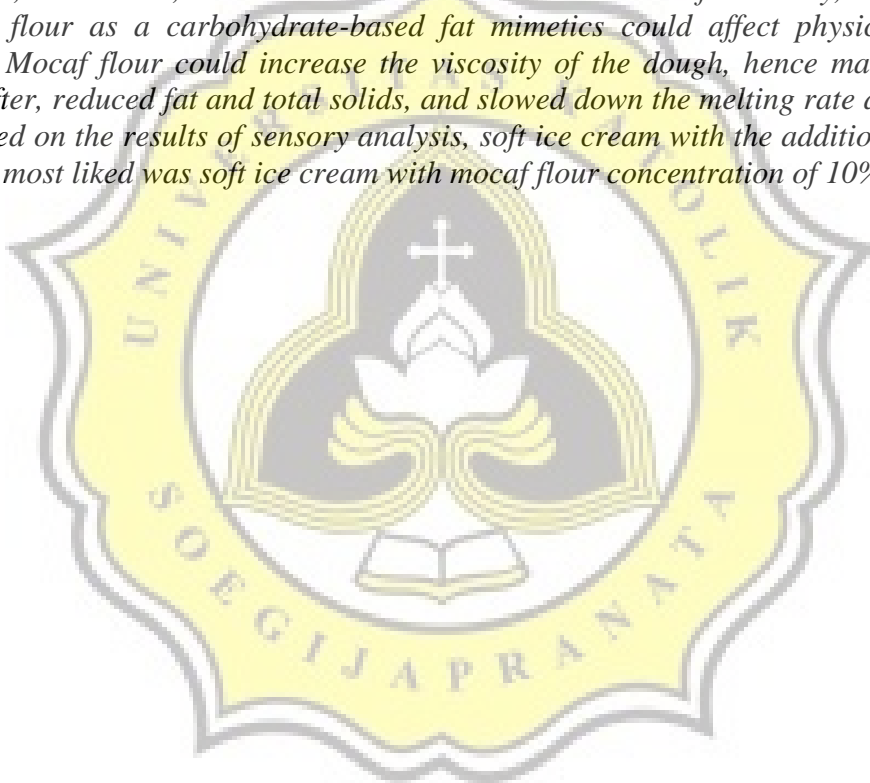 flour as a carbohydrate-based fat mimetics could affect physic
Mocaf flour could increase the viscosity of the dough, hence ma
fter, reduced fat and total solids, and slowed down the melting rate
ed on the results of sensory analysis, soft ice cream with the additio
most liked was soft ice cream with mocaf flour concentration of 10%
UNIVERSITAS KATOLIK
SOEGIJAPRANATA